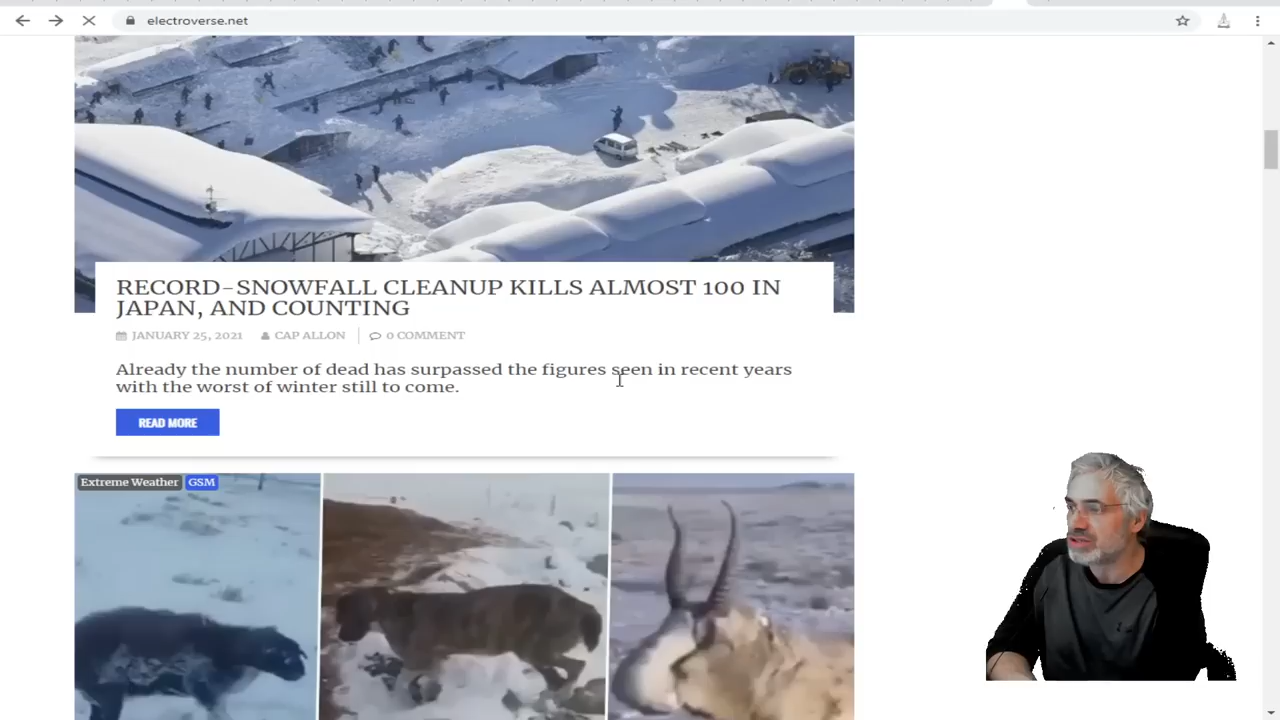 electroverse.net
RECORD-SNOWFALL CLEANUP KILLS ALMOST 100 IN
JAPAN, AND COUNTING
JANUARY 25, 2021 CAP ALLON 0 COMMENT
Already the number of dead has surpassed the figures seen in recent years
with the worst of winter still to come.
READ MORE
Extreme Weather GSM